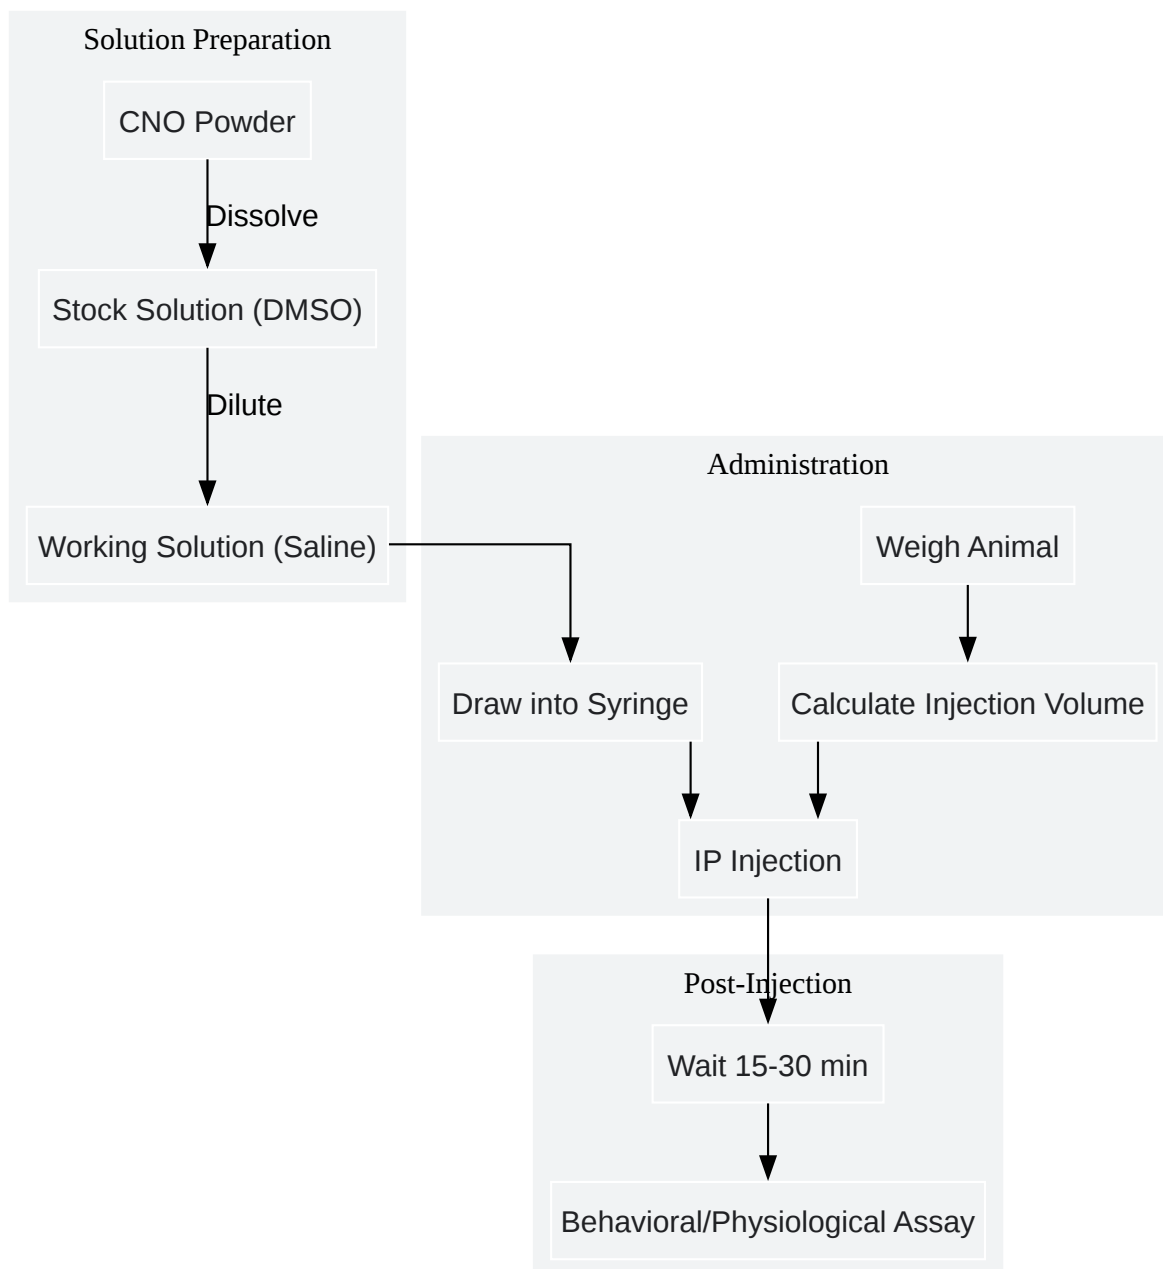 Solution Preparation
CNO Powder
Dissolve
Stock Solution (DMSO)
Dilute
Working Solution (Saline)
Administration
Weigh Animal
Draw into Syringe
Calculate Injection Volume
IP Injection
Post-Injection
Wait 15-30 min
Behavioral/Physiological Assay